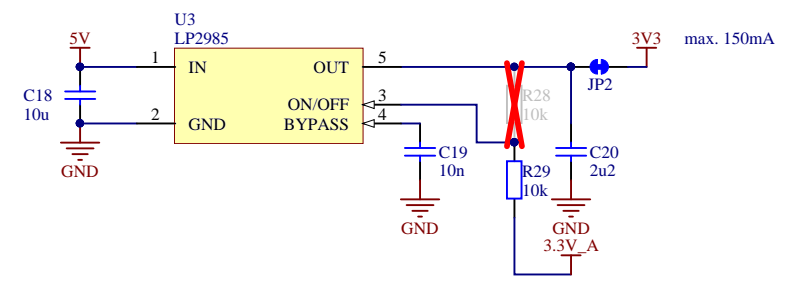 U3
LP2985
5V
3V3
max. 150mA
1
IN
OUT
5
JP2
C18
10u
ON/OFF
3
R28
10k
2
GND
BYPASS
4
GND
C19
10n
R29
10k
C20
2u2
GND
GND
3.3V_A